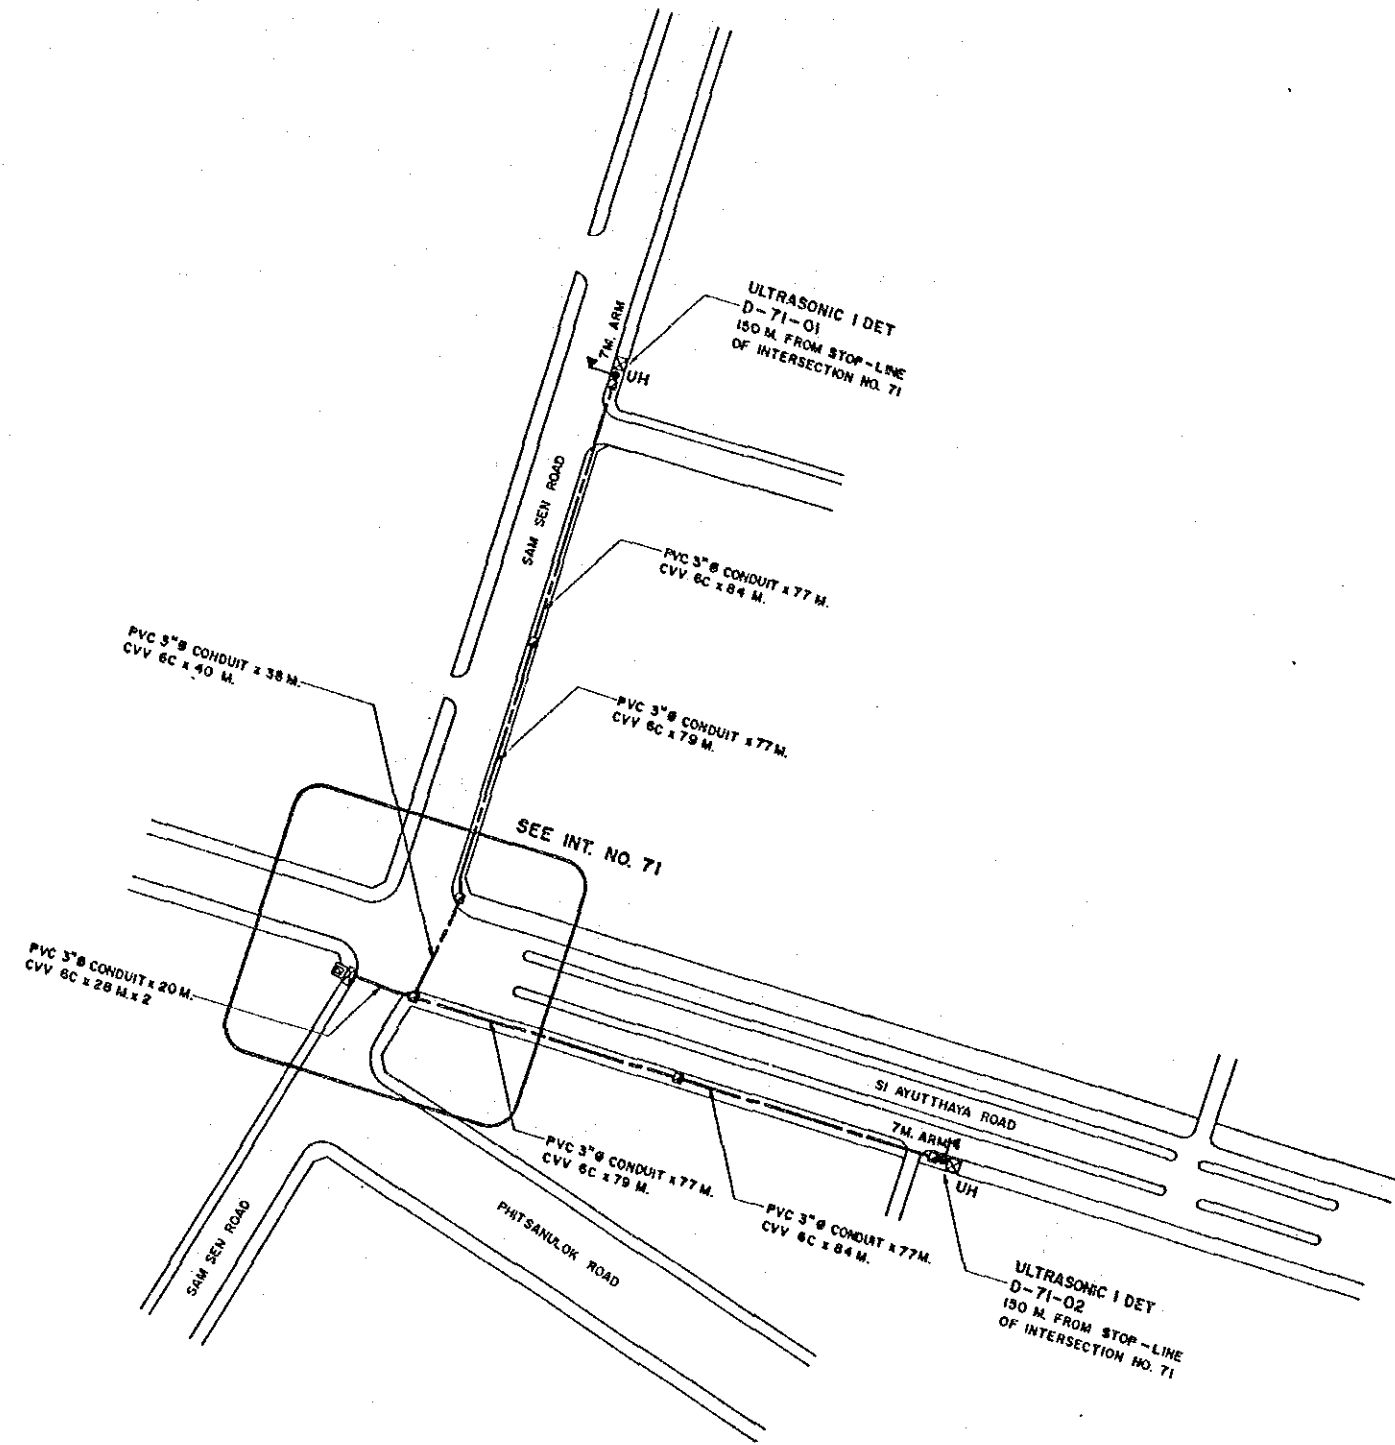 ULTRASONIC 1 DET
D-71-01
150 M. FROM STOP-LINE
OF INTERSECTION NO. 71
7M. ARM
UH
SAM SEN ROAD
PVC 3"ø CONDUIT x 77 M.
CVV 6C x 84 M.
PVC 3"ø CONDUIT x 38 M.
CVV 6C x 40 M.
PVC 3"ø CONDUIT x 77 M.
CVV 6C x 79 M.
SEE INT. NO. 71
PVC 3"ø CONDUIT x 20 M.
CVV 6C x 28 M. x 2
SI AYUTTHAYA ROAD
7M. ARM
UH
PVC 3"ø CONDUIT x 77 M.
CVV 6C x 79 M.
PVC 3"ø CONDUIT x 77M.
CVV 6C x 84 M.
SAM SEN ROAD
PHITSANULOK ROAD
ULTRASONIC 1 DET
D-71-02
150 M. FROM STOP-LINE
OF INTERSECTION NO. 71